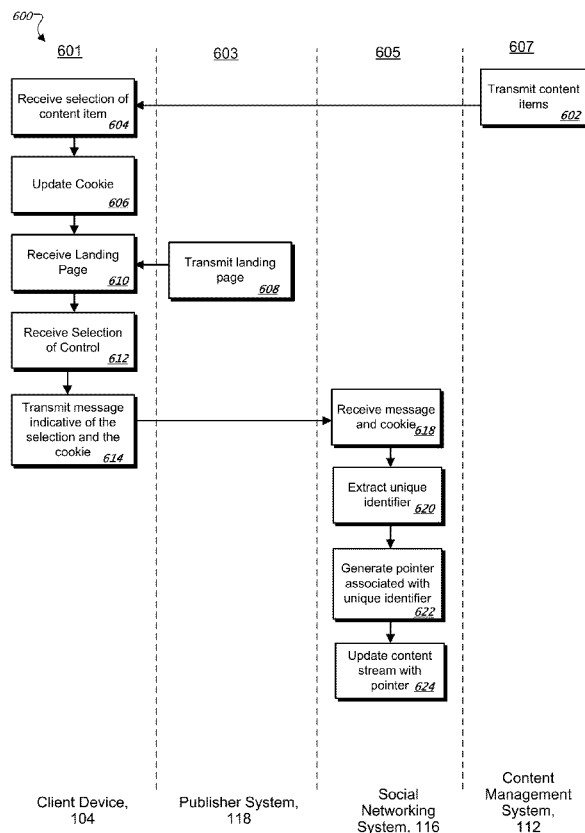 600
601
603
605
607
Transmit content
items
602
Receive selection of
content item
604
Update Cookie
606
Receive Landing
Page
610
Transmit landing
page
608
Receive Selection
of Control
612
Transmit message
indicative of the
selection and the
cookie
614
Receive message
and cookie
618
Extract unique
identifier
620
Generate pointer
associated with
unique identifier
622
Update content
stream with
pointer
624
Client Device,
104
Publisher System,
118
Social
Networking
System, 116
Content
Management
System,
112